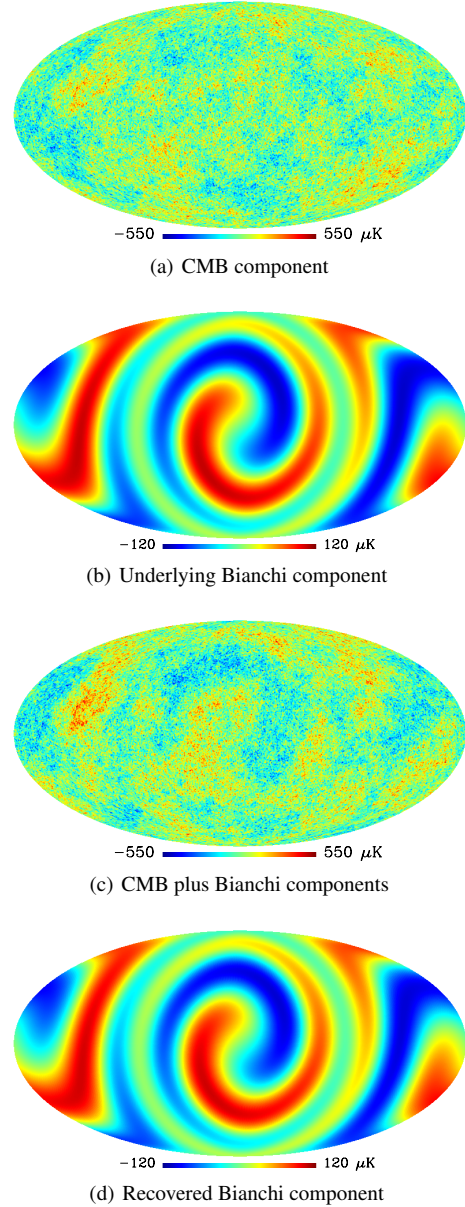 −550 550 μK
(a) CMB component
−120 120 μK
(b) Underlying Bianchi component
−550 550 μK
(c) CMB plus Bianchi components
−120 120 μK
(d) Recovered Bianchi component